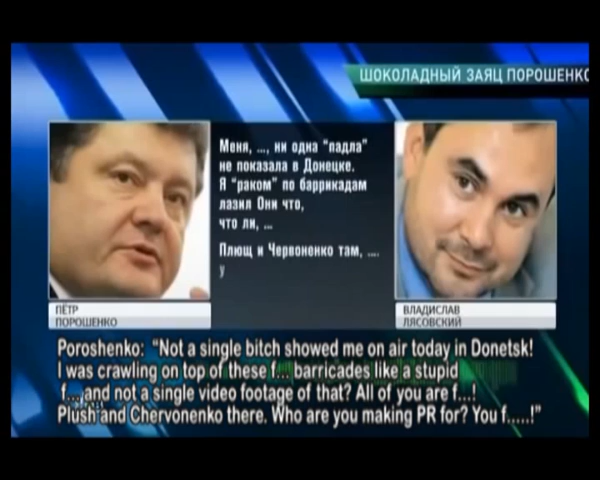 ШОКОЛАДНЫЙ ЗАЯЦ ПОРОШЕНКО
Меня, ..., ни одна "падла"
не показала в Донецке.
Я "раком" по баррикадам
лазил Они что,
что ли, ...
Плющ и Червоненко там, ....
у
ПЁТР
ПОРОШЕНКО
ВЛАДИСЛАВ
ЛЯСОВСКИЙ
Poroshenko: "Not a single bitch showed me on air today in Donetsk!
I was crawling on top of these f... barricades like a stupid
f... and not a single video footage of that? All of you are f...!
Plush and Chervonenko there. Who are you making PR for? You f.....!"